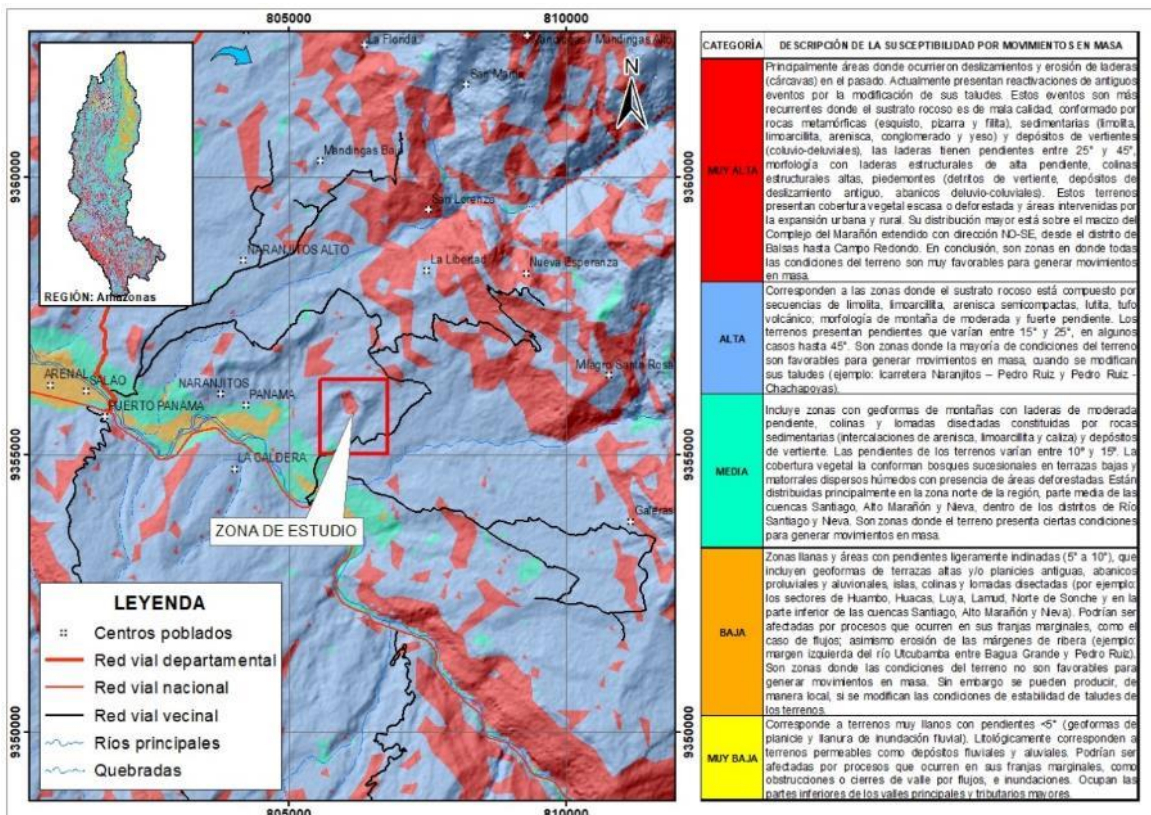 805000
810000
La Florida
Mandingas Alto
San Martín
N
Mandingas Bajo
9360000
9360000
San Lorenzo
NARANJITOS ALTO
La Libertad
Nueva Esperanza
REGIÓN: Amazonas
Milagro Santa Rosa
ARENAL
SALAO
NARANJITOS
PANAMA
PUERTO PANAMA
9355000
9355000
LA CALDERA
Galeras
ZONA DE ESTUDIO
LEYENDA
Centros poblados
Red vial departamental
Red vial nacional
Red vial vecinal
Ríos principales
Quebradas
9350000
9350000
805000
810000
CATEGORÍA DESCRIPCIÓN DE LA SUSCEPTIBILIDAD POR MOVIMIENTOS EN MASA
MUY ALTA
Principalmente áreas donde ocurrieron deslizamientos y erosión de laderas
(cárcavas) en el pasado. Actualmente presentan reactivaciones de antiguos
eventos por la modificación de sus taludes. Estos eventos son más
recurrentes donde el sustrato rocoso es de mala calidad, conformado por
rocas metamórficas (esquisto, pizarra y filita), sedimentarias (limolita,
limoarcillita, arenisca, conglomerado y yeso) y depósitos de vertientes
(coluvio-deluviales), las laderas tienen pendientes entre 25° y 45°,
morfología con laderas estructurales de alta pendiente, colinas
estructurales altas, piedemontes (detritos de vertiente, depósitos de
deslizamiento antiguo, abanicos deluvio-coluviales). Estos terrenos
presentan cobertura vegetal escasa o deforestada y áreas intervenidas por
la expansión urbana y rural. Su distribución mayor está sobre el macizo del
Complejo del Marañón extendido con dirección NO-SE, desde el distrito de
Balsas hasta Campo Redondo. En conclusión, son zonas en donde todas
las condiciones del terreno son muy favorables para generar movimientos
en masa.
ALTA
Corresponden a las zonas donde el sustrato rocoso está compuesto por
secuencias de limolita, limoarcillita, arenisca semicompactas, lutita, tufo
volcánico; morfología de montaña de moderada y fuerte pendiente. Los
terrenos presentan pendientes que varían entre 15° y 25°, en algunos
casos hasta 45°. Son zonas donde la mayoría de condiciones del terreno
son favorables para generar movimientos en masa, cuando se modifican
sus taludes (ejemplo: Icarretera Naranjitos – Pedro Ruiz y Pedro Ruiz -
Chachapoyas).
MEDIA
Incluye zonas con geoformas de montañas con laderas de moderada
pendiente, colinas y lomadas disectadas constituidas por rocas
sedimentarias (intercalaciones de arenisca, limoarcillita y caliza) y depósitos
de vertiente. Las pendientes de los terrenos varían entre 10° y 15°. La
cobertura vegetal la conforman bosques sucesionales en terrazas bajas y
matorrales dispersos húmedos con presencia de áreas deforestadas. Están
distribuidas principalmente en la zona norte de la región, parte media de las
cuencas Santiago, Alto Marañón y Nieva, dentro de los distritos de Río
Santiago y Nieva. Son zonas donde el terreno presenta ciertas condiciones
para generar movimientos en masa.
BAJA
Zonas llanas y áreas con pendientes ligeramente inclinadas (5° a 10°), que
incluyen geoformas de terrazas altas y/o planicies antiguas, abanicos
proluviales y aluvionales, islas, colinas y lomadas disectadas (por ejemplo:
los sectores de Huambo, Huacas, Luya, Lamud, Norte de Sonche y en la
parte inferior de las cuencas Santiago, Alto Marañón y Nieva). Podrían ser
afectadas por procesos que ocurren en sus franjas marginales, como el
caso de flujos; asimismo erosión de las márgenes de ribera (ejemplo:
margen izquierda del río Utcubamba entre Bagua Grande y Pedro Ruiz).
Son zonas donde las condiciones del terreno no son favorables para
generar movimientos en masa. Sin embargo se pueden producir, de
manera local, si se modifican las condiciones de estabilidad de taludes de
los terrenos.
MUY BAJA
Corresponde a terrenos muy llanos con pendientes <5° (geoformas de
planicie y llanura de inundación fluvial). Litológicamente corresponden a
terrenos permeables como depósitos fluviales y aluviales. Podrían ser
afectadas por procesos que ocurren en sus franjas marginales, como
obstrucciones o cierres de valle por flujos, e inundaciones. Ocupan las
partes inferiores de los valles principales y tributarios mayores.